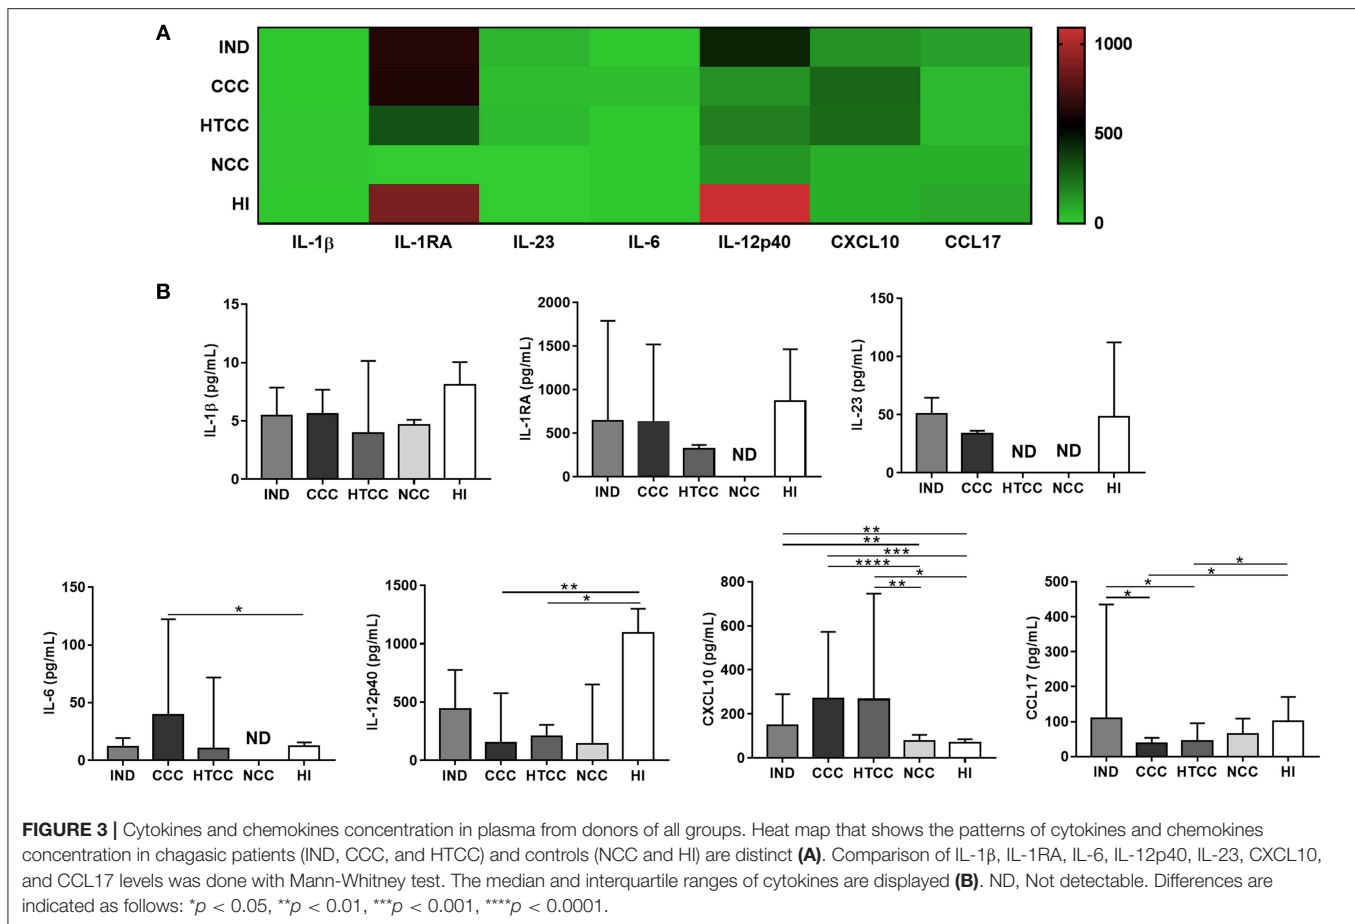 A
IND
CCC
HTCC
NCC
HI
IL-1β IL-1RA IL-23 IL-6 IL-12p40 CXCL10 CCL17
1000
500
0
B
IL-1β (pg/mL)
15
10
5
0
IND CCC HTCC NCC HI
IL-1RA (pg/mL)
2000
1500
1000
500
0
ND
IND CCC HTCC NCC HI
IL-23 (pg/mL)
150
100
50
0
ND ND
IND CCC HTCC NCC HI
IL-6 (pg/mL)
150
100
50
0
*
ND
IND CCC HTCC NCC HI
IL-12p40 (pg/mL)
1500
1000
500
0
**
*
IND CCC HTCC NCC HI
CXCL10 (pg/mL)
800
600
400
200
0
**
**
***
****
*
**
IND CCC HTCC NCC HI
CCL17 (pg/mL)
500
400
300
200
100
0
*
*
*
*
IND CCC HTCC NCC HI
FIGURE 3 | Cytokines and chemokines concentration in plasma from donors of all groups. Heat map that shows the patterns of cytokines and chemokines
concentration in chagasic patients (IND, CCC, and HTCC) and controls (NCC and HI) are distinct (A). Comparison of IL-1β, IL-1RA, IL-6, IL-12p40, IL-23, CXCL10,
and CCL17 levels was done with Mann-Whitney test. The median and interquartile ranges of cytokines are displayed (B). ND, Not detectable. Differences are
indicated as follows: *p < 0.05, **p < 0.01, ***p < 0.001, ****p < 0.0001.